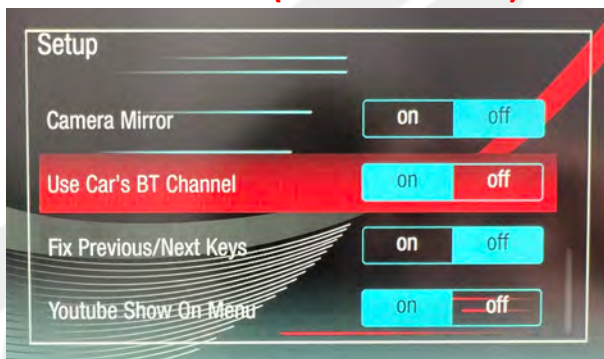 Setup
Camera Mirror on off
Use Car's BT Channel on off
Fix Previous/Next Keys on off
Youtube Show On Menu on off